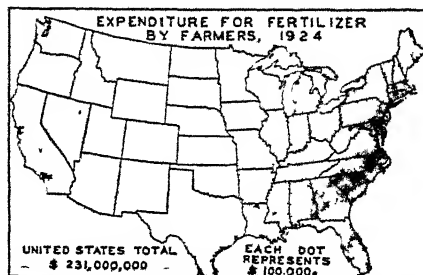 EXPENDITURE FOR FERTILIZER
BY FARMERS, 1924
UNITED STATES TOTAL
- $ 231,000,000 -
EACH DOT
REPRESENTS
$ 100,000